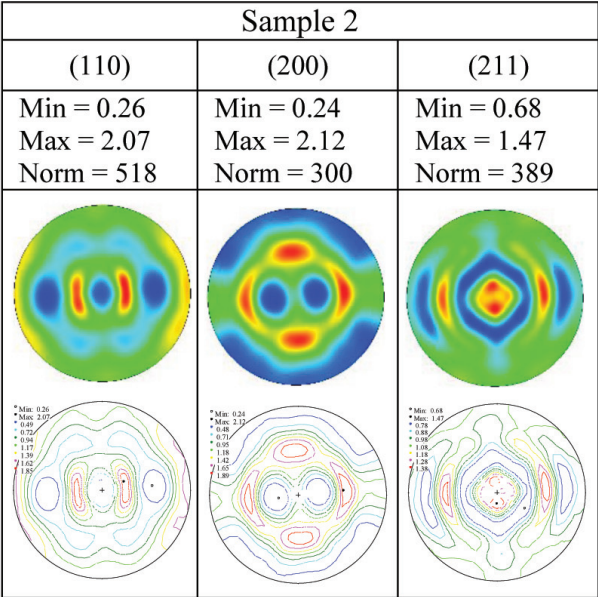 Sample 2
(110) (200) (211)
Min = 0.26 Min = 0.24 Min = 0.68
Max = 2.07 Max = 2.12 Max = 1.47
Norm = 518 Norm = 300 Norm = 389
Min: 0.26
Max: 2.07
0.49
0.72
0.94
1.17
1.39
1.62
1.85
Min: 0.24
Max: 2.12
0.48
0.71
0.95
1.18
1.42
1.65
1.89
Min: 0.68
Max: 1.47
0.78
0.88
0.98
1.08
1.18
1.28
1.38